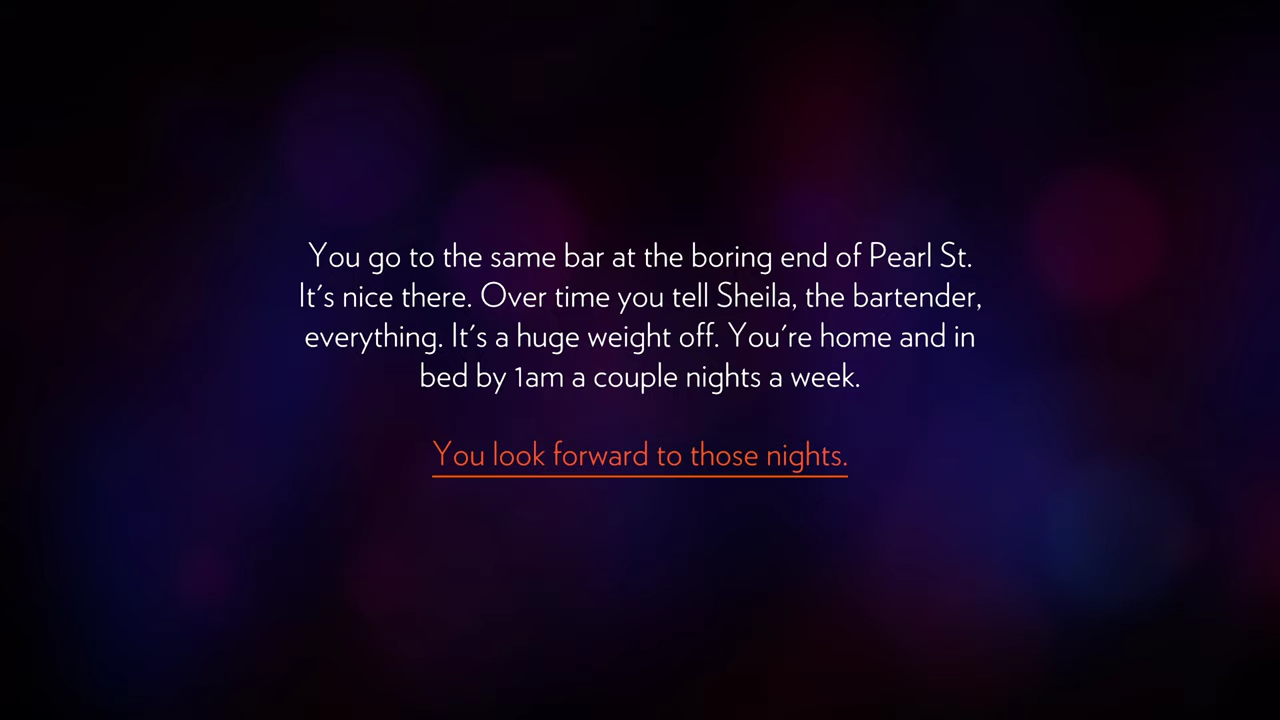 You go to the same bar at the boring end of Pearl St.
It's nice there. Over time you tell Sheila, the bartender,
everything. It's a huge weight off. You're home and in
bed by 1am a couple nights a week.
You look forward to those nights.